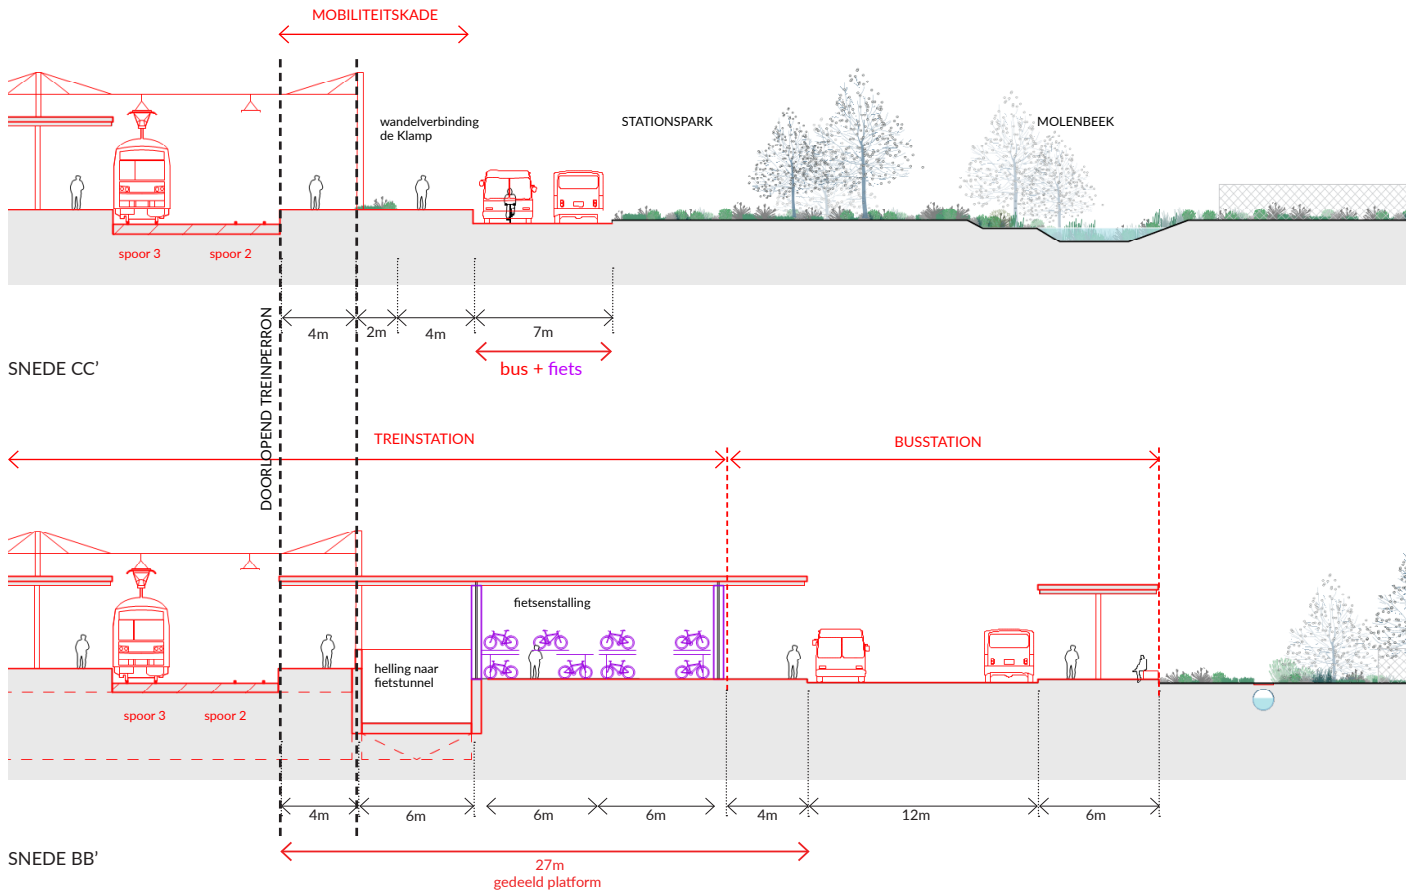 MOBILITEITSKADE
wandelverbinding
de Klamp
STATIONSPARK
MOLENBEEK
spoor 3
spoor 2
4m
2m
4m
7m
bus + fiets
SNEDE CC'
DOORLOPEND TREINPERRON
TREINSTATION
BUSSTATION
fietsenstalling
helling naar
fietstunnel
spoor 3
spoor 2
4m
6m
6m
6m
4m
12m
6m
27m
gedeeld platform
SNEDE BB'